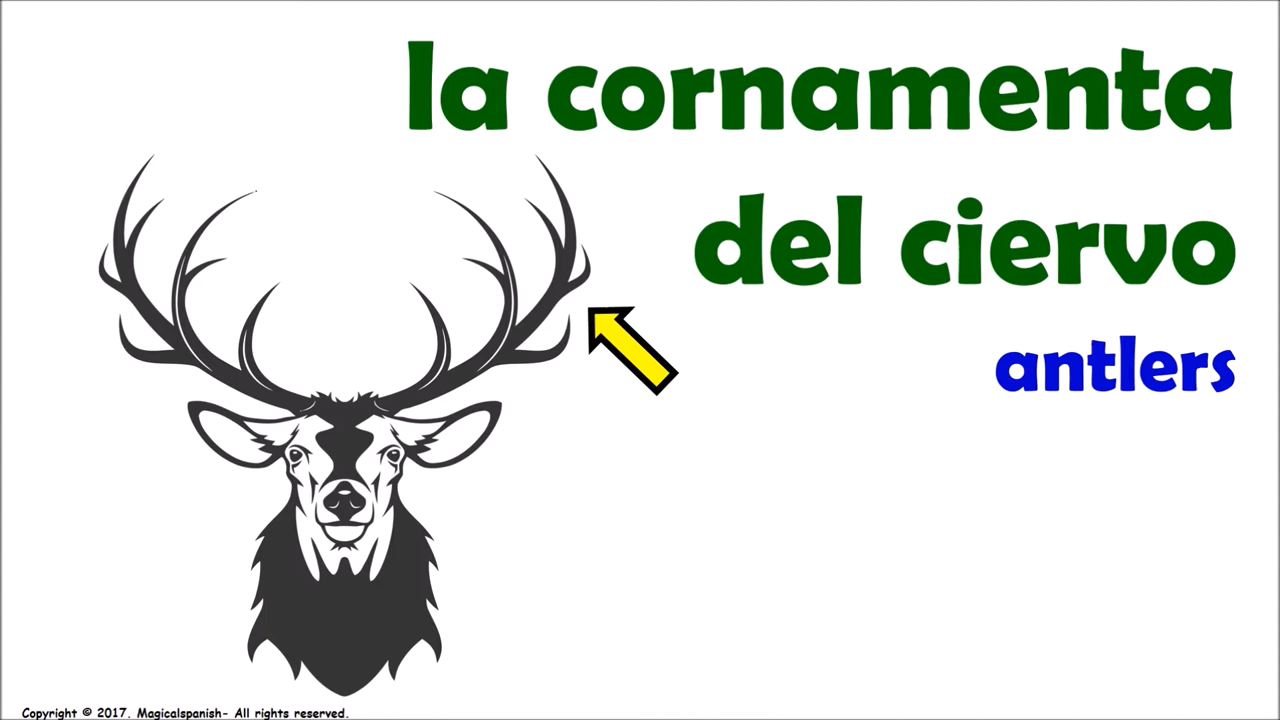 la cornamenta
del ciervo
antlers
Copyright © 2017. Magicalspanish- All rights reserved.